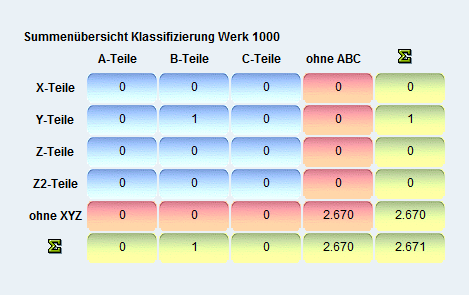 Summenübersicht Klassifizierung Werk 1000
A-Teile B-Teile C-Teile ohne ABC Σ
X-Teile 0 0 0 0 0
Y-Teile 0 1 0 0 1
Z-Teile 0 0 0 0 0
Z2-Teile 0 0 0 0 0
ohne XYZ 0 0 0 2.670 2.670
Σ 0 1 0 2.670 2.671